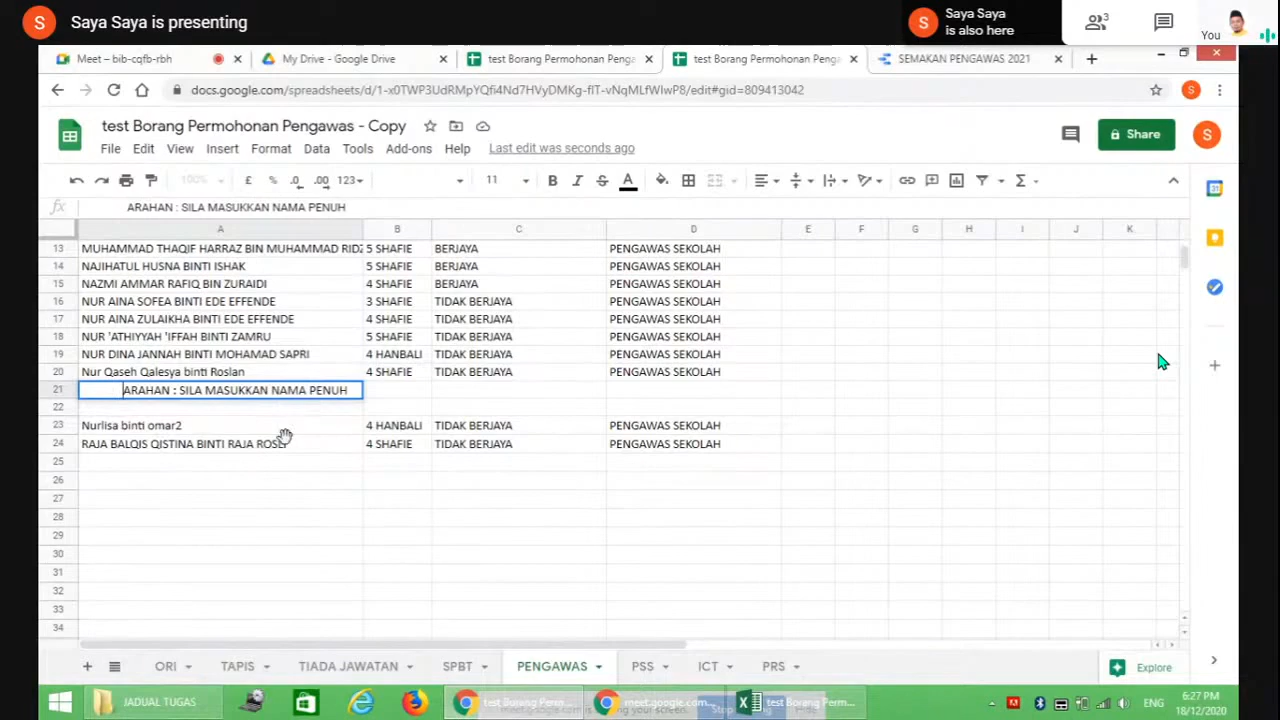 S Saya Saya is presenting
S Saya Saya is also here
3
You
Meet – bib-cqfb-rbh
My Drive - Google Drive
test Borang Permohonan Penga
test Borang Permohonan Penga
SEMAKAN PENGAWAS 2021
docs.google.com/spreadsheets/d/1-x0TWP3UdRMpYQfi4Nd7HVyDMKg-fIT-vNqMLfWIwP8/edit#gid=809413042
S
test Borang Permohonan Pengawas - Copy
File Edit View Insert Format Data Tools Add-ons Help Last edit was seconds ago
Share
S
100% £ % .0 .00 123 11 B I S A Σ
fx ARAHAN : SILA MASUKKAN NAMA PENUH
A B C D E F G H I J K
13 MUHAMMAD THAQIF HARRAZ BIN MUHAMMAD RIDZ 5 SHAFIE BERJAYA PENGAWAS SEKOLAH
14 NAJIHATUL HUSNA BINTI ISHAK 5 SHAFIE BERJAYA PENGAWAS SEKOLAH
15 NAZMI AMMAR RAFIQ BIN ZURAIDI 4 SHAFIE BERJAYA PENGAWAS SEKOLAH
16 NUR AINA SOFEA BINTI EDE EFFENDE 3 SHAFIE TIDAK BERJAYA PENGAWAS SEKOLAH
17 NUR AINA ZULAIKHA BINTI EDE EFFENDE 4 SHAFIE TIDAK BERJAYA PENGAWAS SEKOLAH
18 NUR 'ATHIYYAH 'IFFAH BINTI ZAMRU 5 SHAFIE TIDAK BERJAYA PENGAWAS SEKOLAH
19 NUR DINA JANNAH BINTI MOHAMAD SAPRI 4 HANBALI TIDAK BERJAYA PENGAWAS SEKOLAH
20 Nur Qaseh Qalesya binti Roslan 4 SHAFIE TIDAK BERJAYA PENGAWAS SEKOLAH
21 ARAHAN : SILA MASUKKAN NAMA PENUH
22
23 Nurlisa binti omar2 4 HANBALI TIDAK BERJAYA PENGAWAS SEKOLAH
24 RAJA BALQIS QISTINA BINTI RAJA ROSLI 4 SHAFIE TIDAK BERJAYA PENGAWAS SEKOLAH
25
26
27
28
29
30
31
32
33
34
ORI TAPIS TIADA JAWATAN SPBT PENGAWAS PSS ICT PRS Explore
JADUAL TUGAS
test Borang Perm...
ENG
6:27 PM
18/12/2020